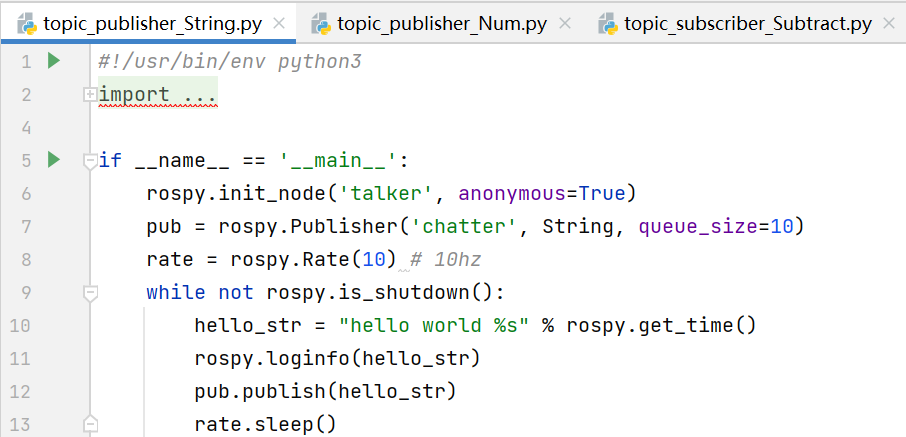 topic_publisher_String.py topic_publisher_Num.py topic_subscriber_Subtract.py
1 #!/usr/bin/env python3
2 import ...
4
5 if __name__ == '__main__':
6 rospy.init_node('talker', anonymous=True)
7 pub = rospy.Publisher('chatter', String, queue_size=10)
8 rate = rospy.Rate(10) # 10hz
9 while not rospy.is_shutdown():
10 hello_str = "hello world %s" % rospy.get_time()
11 rospy.loginfo(hello_str)
12 pub.publish(hello_str)
13 rate.sleep()